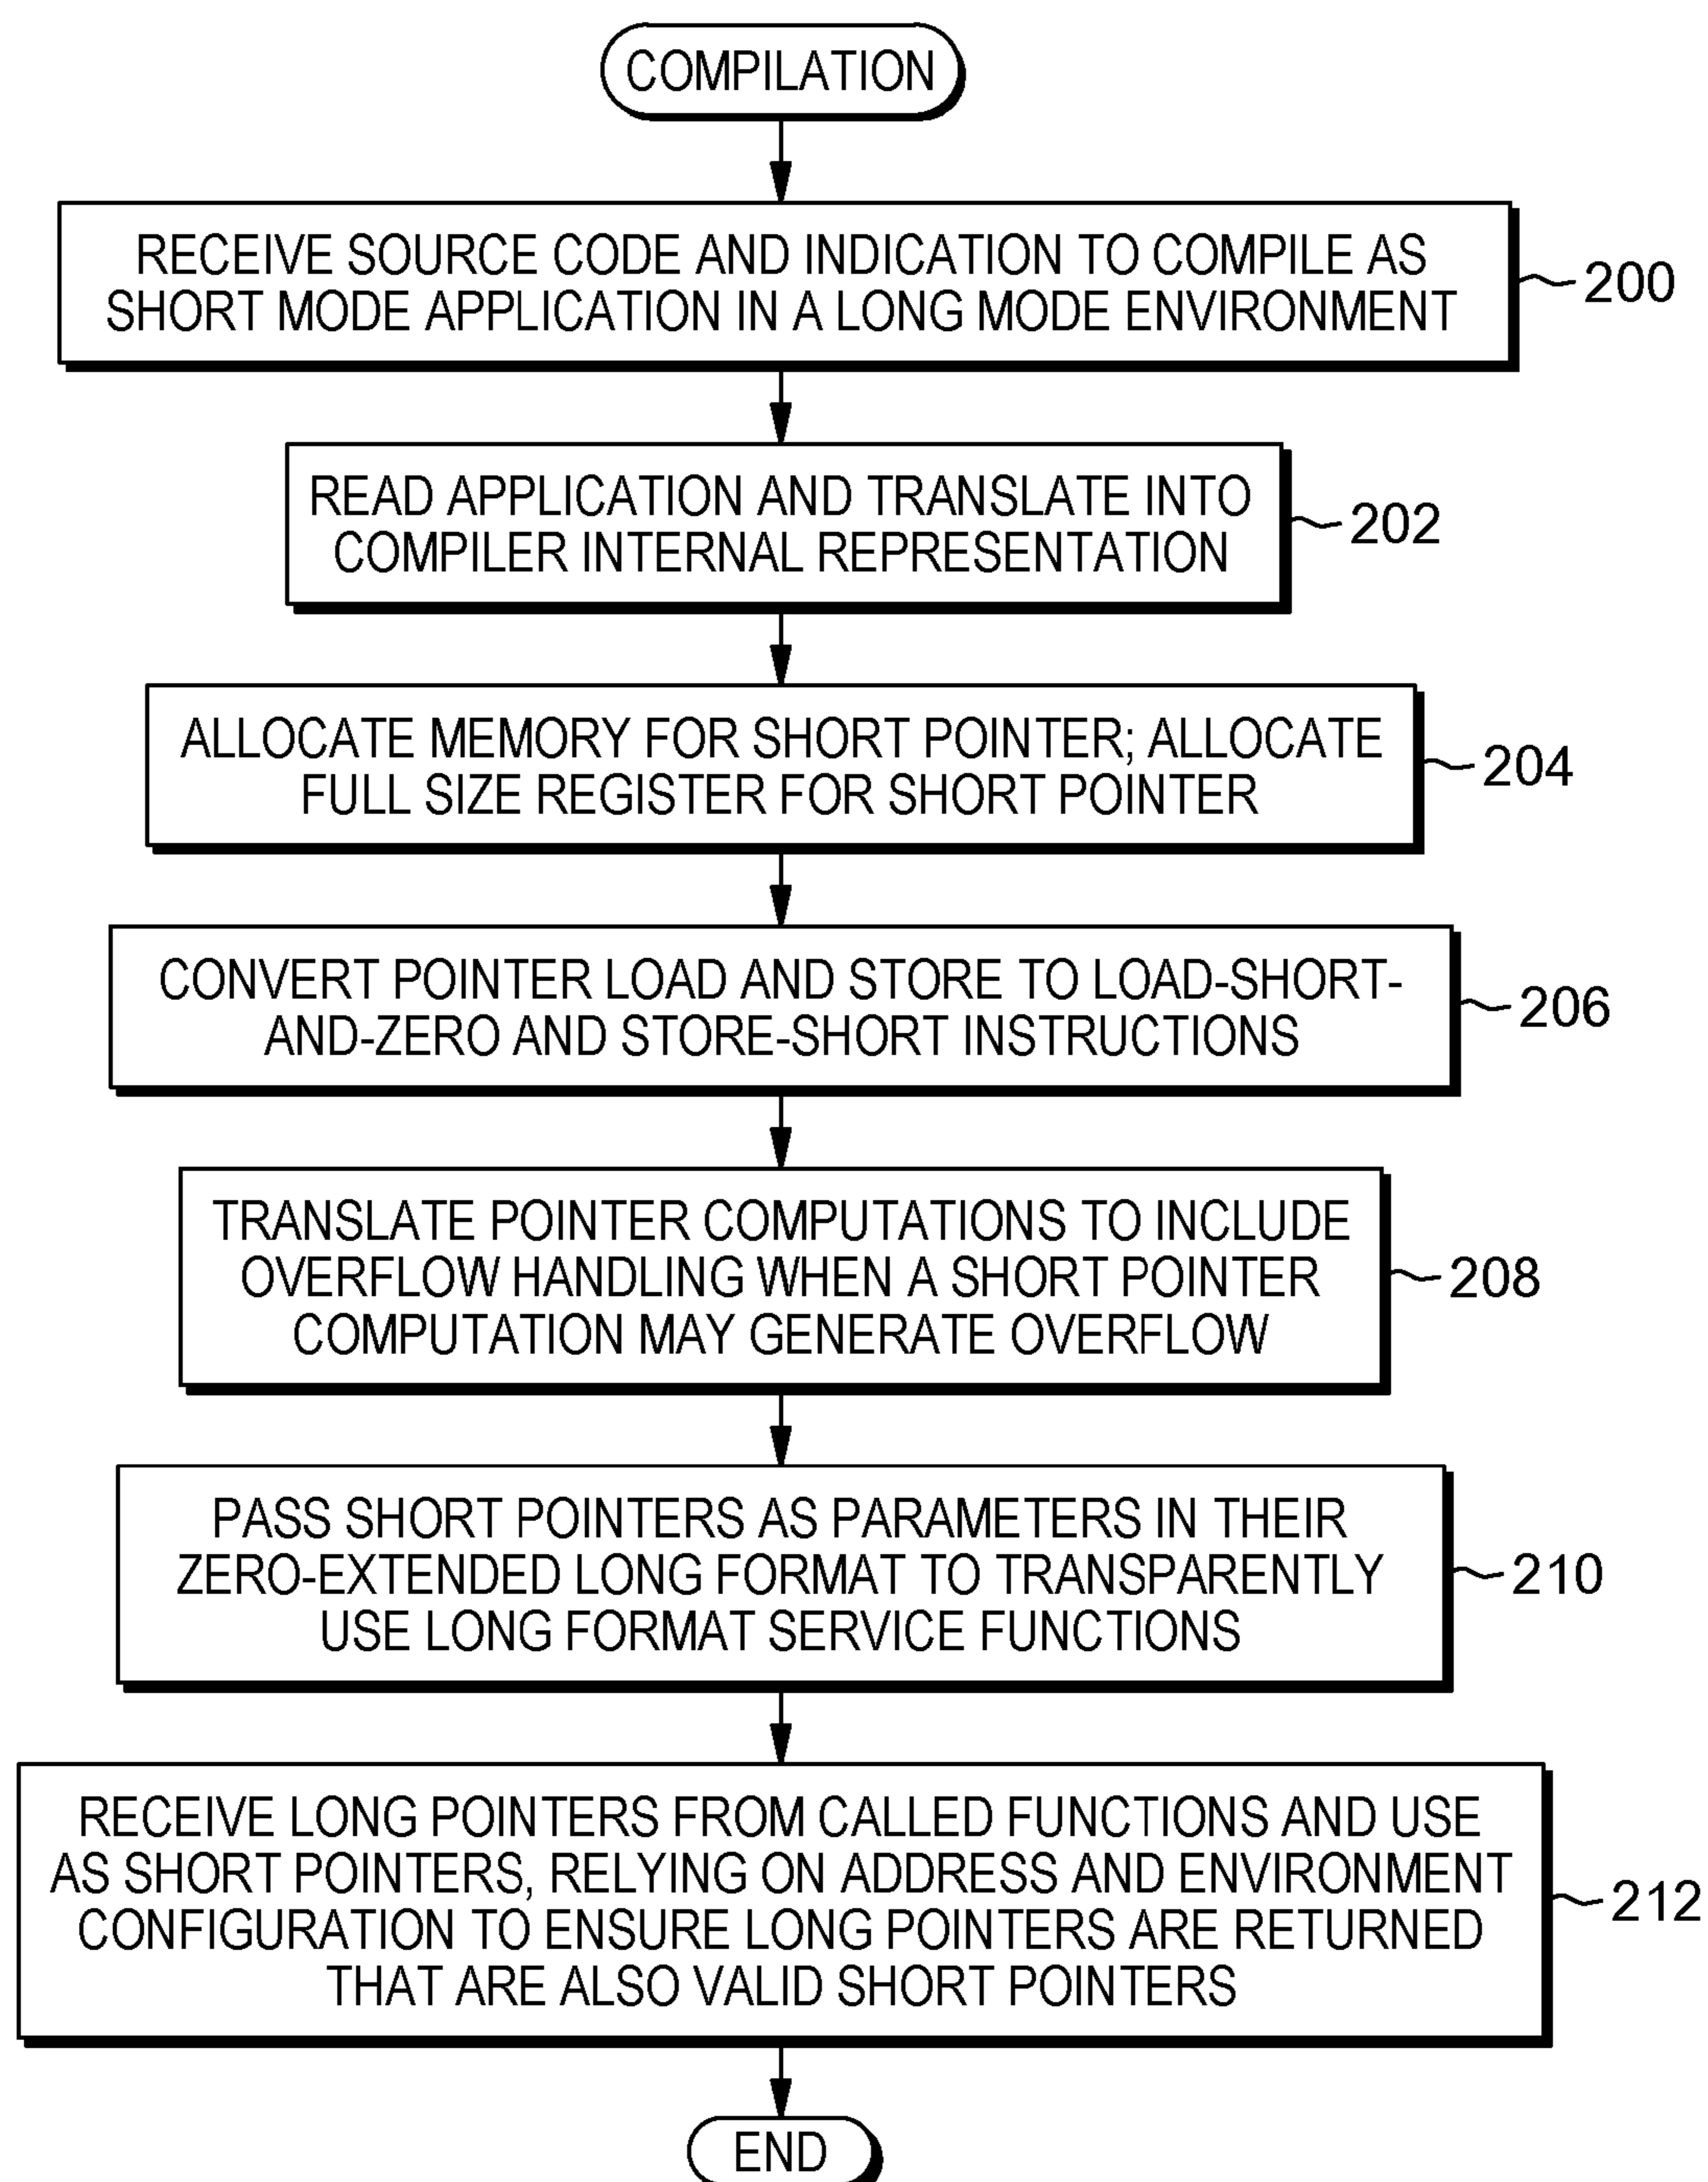 COMPILATION
RECEIVE SOURCE CODE AND INDICATION TO COMPILE AS
SHORT MODE APPLICATION IN A LONG MODE ENVIRONMENT
200
READ APPLICATION AND TRANSLATE INTO
COMPILER INTERNAL REPRESENTATION
202
ALLOCATE MEMORY FOR SHORT POINTER; ALLOCATE
FULL SIZE REGISTER FOR SHORT POINTER
204
CONVERT POINTER LOAD AND STORE TO LOAD-SHORT-
AND-ZERO AND STORE-SHORT INSTRUCTIONS
206
TRANSLATE POINTER COMPUTATIONS TO INCLUDE
OVERFLOW HANDLING WHEN A SHORT POINTER
COMPUTATION MAY GENERATE OVERFLOW
208
PASS SHORT POINTERS AS PARAMETERS IN THEIR
ZERO-EXTENDED LONG FORMAT TO TRANSPARENTLY
USE LONG FORMAT SERVICE FUNCTIONS
210
RECEIVE LONG POINTERS FROM CALLED FUNCTIONS AND USE
AS SHORT POINTERS, RELYING ON ADDRESS AND ENVIRONMENT
CONFIGURATION TO ENSURE LONG POINTERS ARE RETURNED
THAT ARE ALSO VALID SHORT POINTERS
212
END